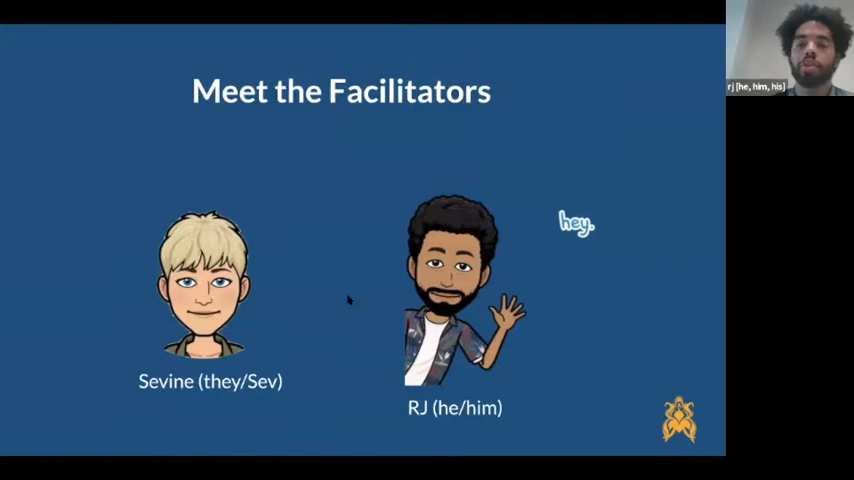 Meet the Facilitators
rj [he, him, his]
hey.
Sevine (they/Sev)
RJ (he/him)